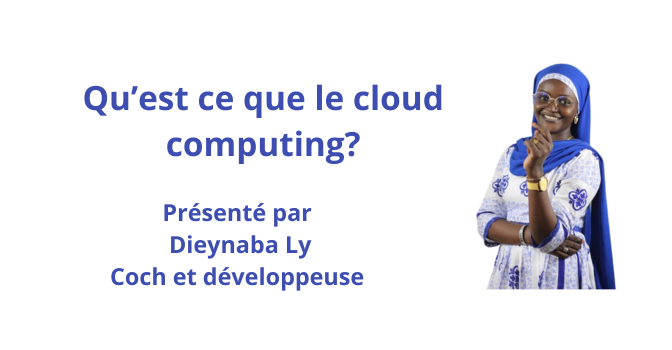 Qu’est ce que le cloud
computing?
Présenté par
Dieynaba Ly
Coch et développeuse